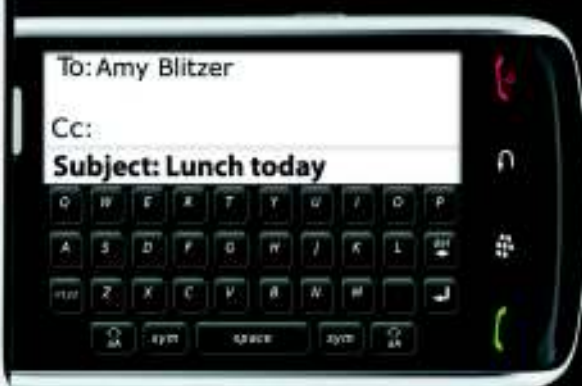 To: Amy Blitzer
Cc:
Subject: Lunch today
Q W E R T Y U I O P
A S D F G H J K L
Z X C V B N M
sym space sym